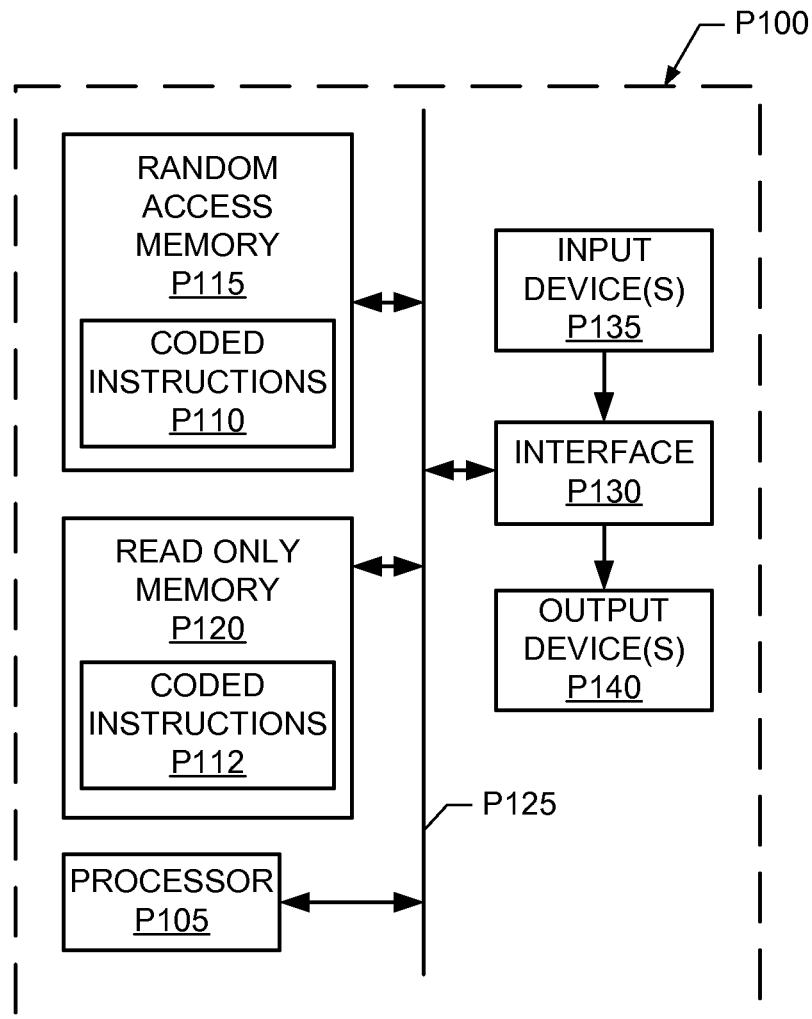 P100
RANDOM
ACCESS
MEMORY
P115
CODED
INSTRUCTIONS
P110
READ ONLY
MEMORY
P120
CODED
INSTRUCTIONS
P112
PROCESSOR
P105
INPUT
DEVICE(S)
P135
INTERFACE
P130
OUTPUT
DEVICE(S)
P140
P125